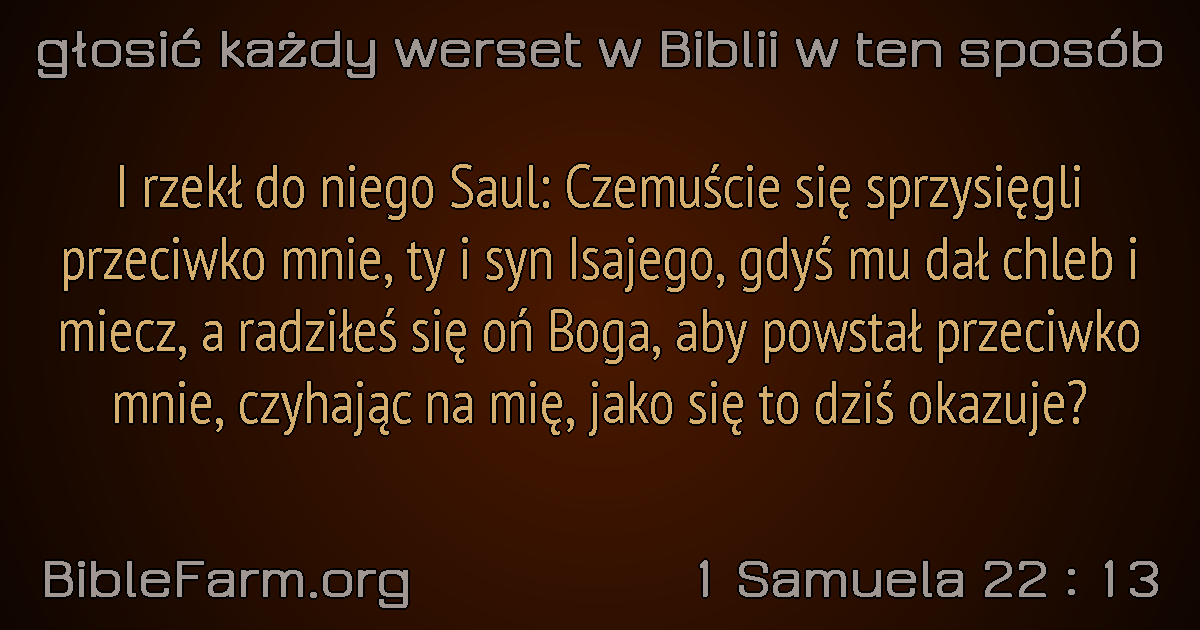 głosić każdy werset w Biblii w ten sposób
I rzekł do niego Saul: Czemuście się sprzysięgli
przeciwko mnie, ty i syn Isajego, gdyś mu dał chleb i
miecz, a radziłeś się oń Boga, aby powstał przeciwko
mnie, czyhając na mię, jako się to dziś okazuje?
BibleFarm.org
1 Samuela 22 : 13